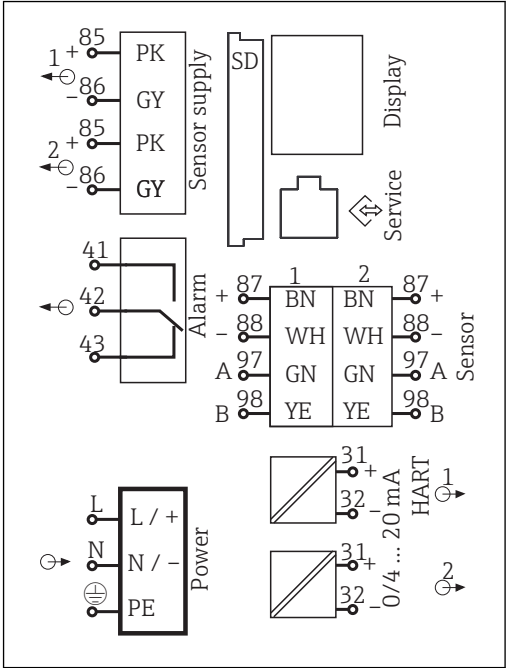 1
+ 85 PK
- 86 GY
2
+ 85 PK
- 86 GY
Sensor supply
SD
Display
Service
41
42
43
Alarm
1 2
+ 87 BN BN 87 +
- 88 WH WH 88 -
A 97 GN GN 97 A
B 98 YE YE 98 B
Sensor
L L / +
N N / -
PE
Power
31 +
32 -
31 +
32 -
0/4 ... 20 mA
HART
1
2